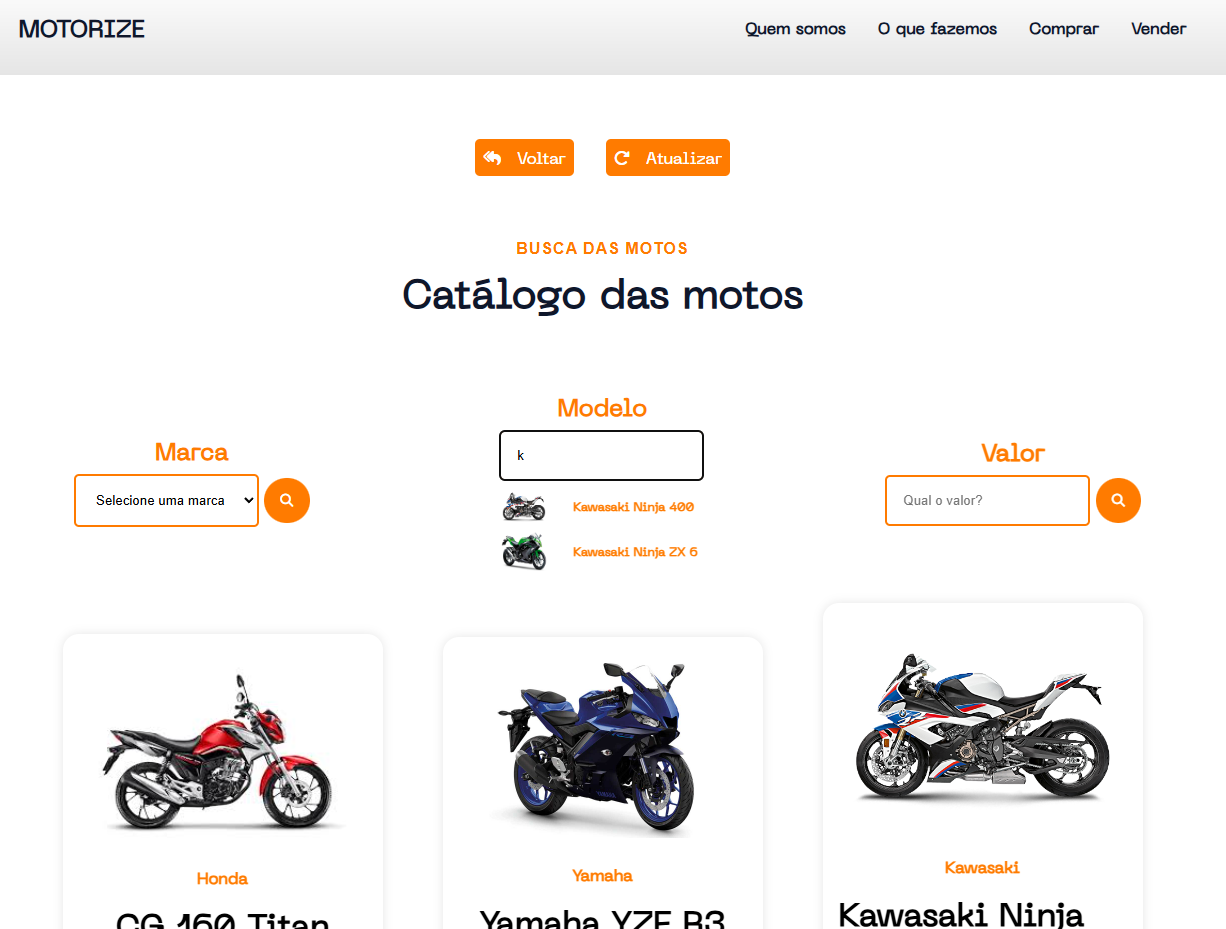 MOTORIZE
Quem somos
O que fazemos
Comprar
Vender
Voltar
Atualizar
BUSCA DAS MOTOS
Catálogo das motos
Marca
Selecione uma marca
Modelo
k
Kawasaki Ninja 400
Kawasaki Ninja ZX 6
Valor
Qual o valor?
Honda
CG 160 Titan
Yamaha
Yamaha YZF R3
Kawasaki
Kawasaki Ninja